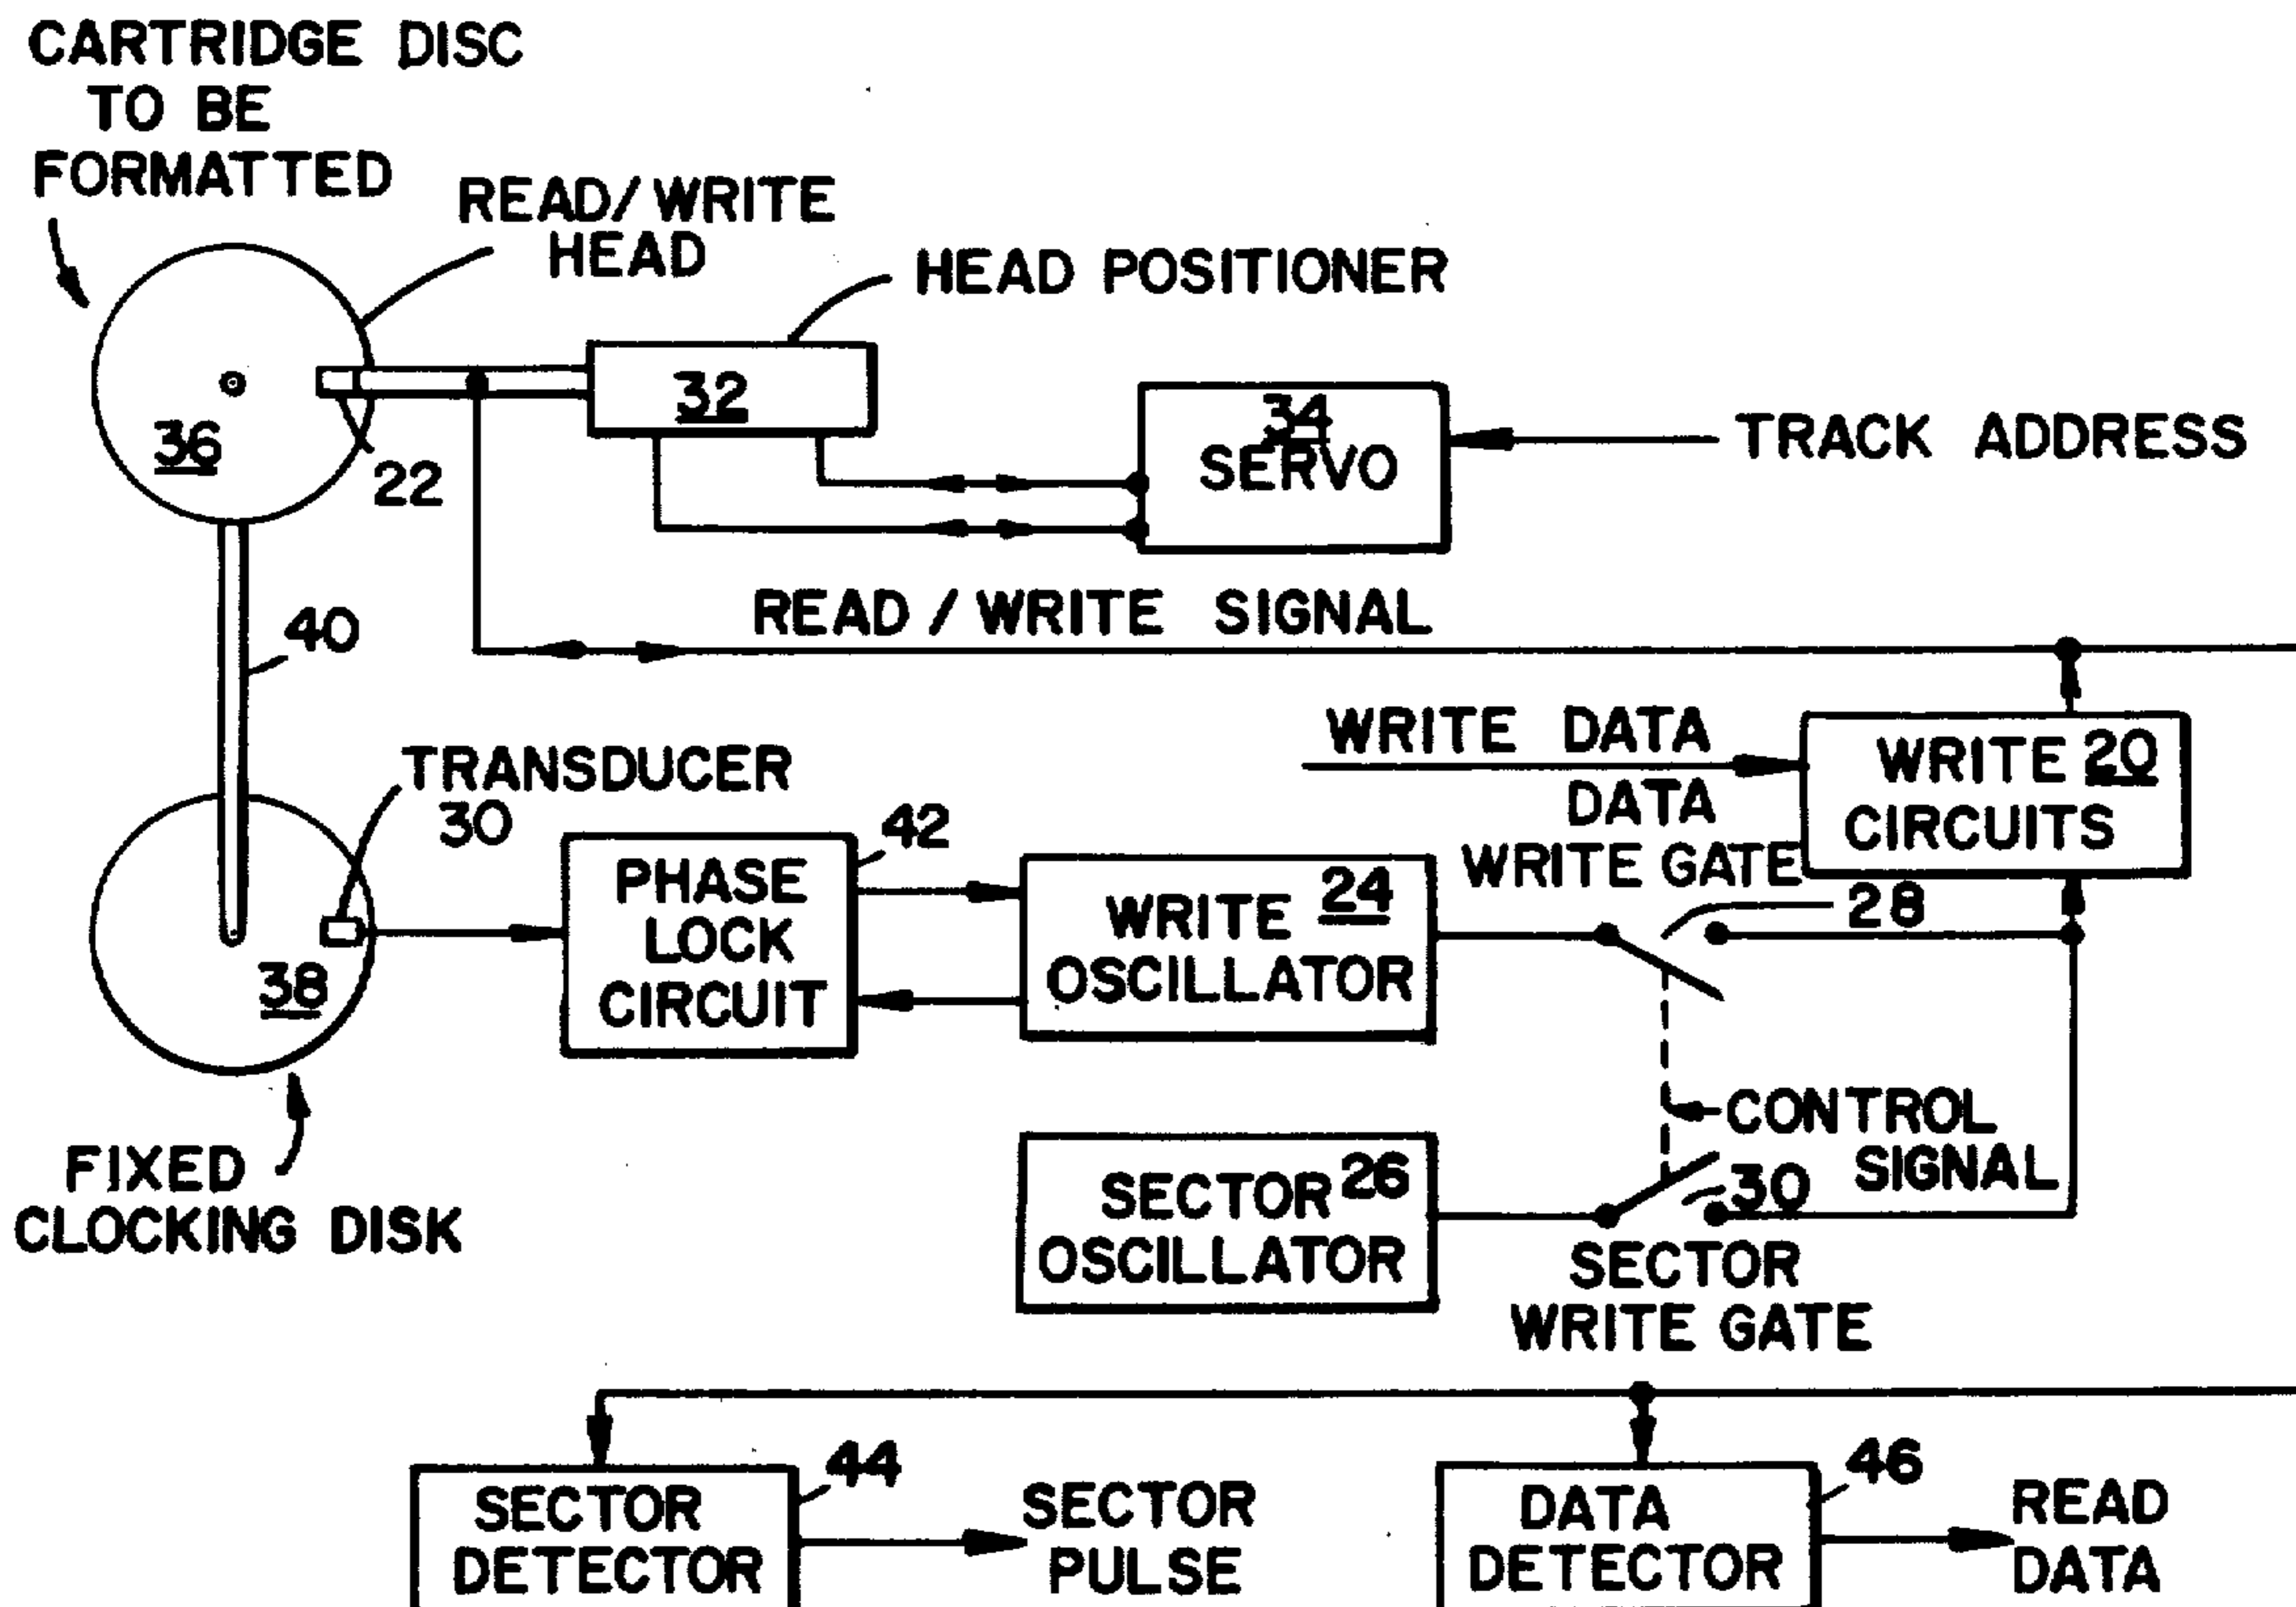 CARTRIDGE DISC
TO BE
FORMATTED
READ/WRITE
HEAD
HEAD POSITIONER
32
34
SERVO
TRACK ADDRESS
36
22
READ / WRITE SIGNAL
40
WRITE DATA
WRITE 20
CIRCUITS
DATA
WRITE GATE
28
TRANSDUCER
30
42
PHASE
LOCK
CIRCUIT
WRITE 24
OSCILLATOR
38
CONTROL
SIGNAL
FIXED
CLOCKING DISK
SECTOR 26
OSCILLATOR
30
SECTOR
WRITE GATE
44
SECTOR
DETECTOR
SECTOR
PULSE
46
DATA
DETECTOR
READ
DATA